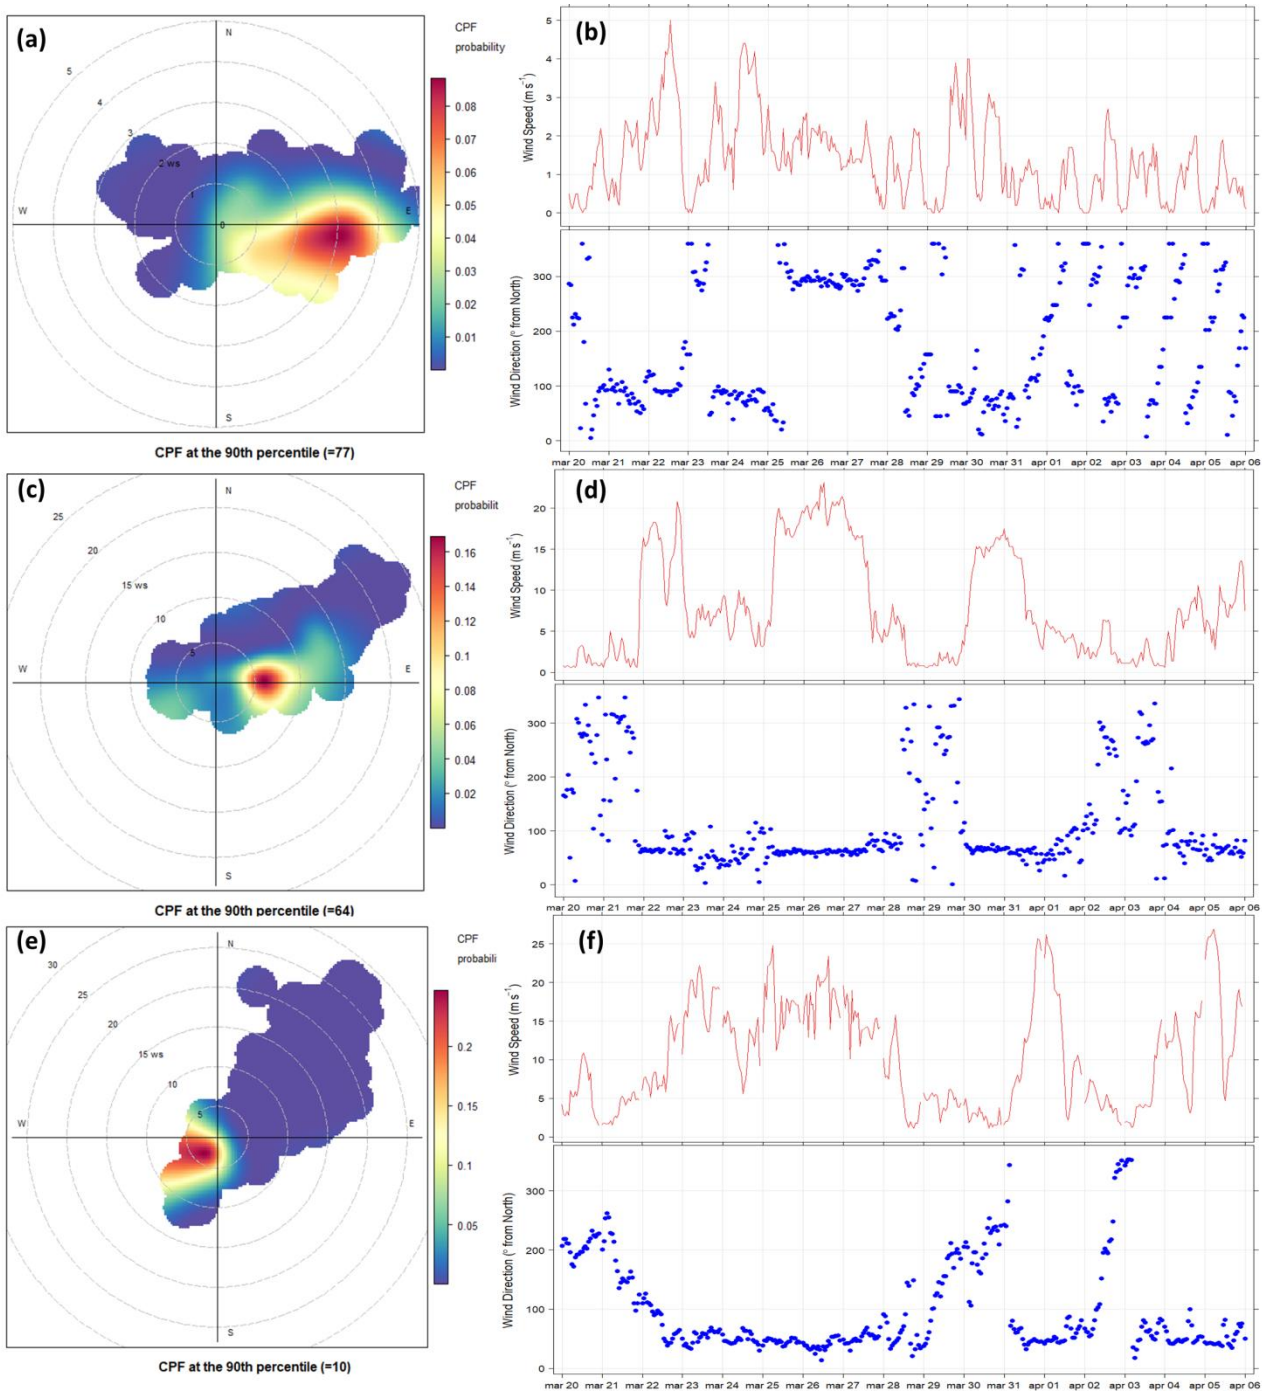 (a)
CPF
probability
N
5
4
3
2 ws
1
0
W
E
S
0.08
0.07
0.06
0.05
0.04
0.03
0.02
0.01
CPF at the 90th percentile (=77)
(b)
Wind Speed (m s⁻¹)
5
4
3
2
1
0
Wind Direction (° from North)
300
200
100
0
mar 20 mar 21 mar 22 mar 23 mar 24 mar 25 mar 26 mar 27 mar 28 mar 29 mar 30 mar 31 apr 01 apr 02 apr 03 apr 04 apr 05 apr 06
(c)
CPF
probabilit
N
25
20
15 ws
10
5
W
E
S
0.16
0.14
0.12
0.1
0.08
0.06
0.04
0.02
CPF at the 90th percentile (=64)
(d)
Wind Speed (m s⁻¹)
20
15
10
5
0
Wind Direction (° from North)
300
200
100
0
mar 20 mar 21 mar 22 mar 23 mar 24 mar 25 mar 26 mar 27 mar 28 mar 29 mar 30 mar 31 apr 01 apr 02 apr 03 apr 04 apr 05 apr 06
(e)
CPF
probabili
N
30
25
20
15 ws
10
5
W
E
S
0.2
0.15
0.1
0.05
CPF at the 90th percentile (=10)
(f)
Wind Speed (m s⁻¹)
25
20
15
10
5
0
Wind Direction (° from North)
300
200
100
0
mar 20 mar 21 mar 22 mar 23 mar 24 mar 25 mar 26 mar 27 mar 28 mar 29 mar 30 mar 31 apr 01 apr 02 apr 03 apr 04 apr 05 apr 06